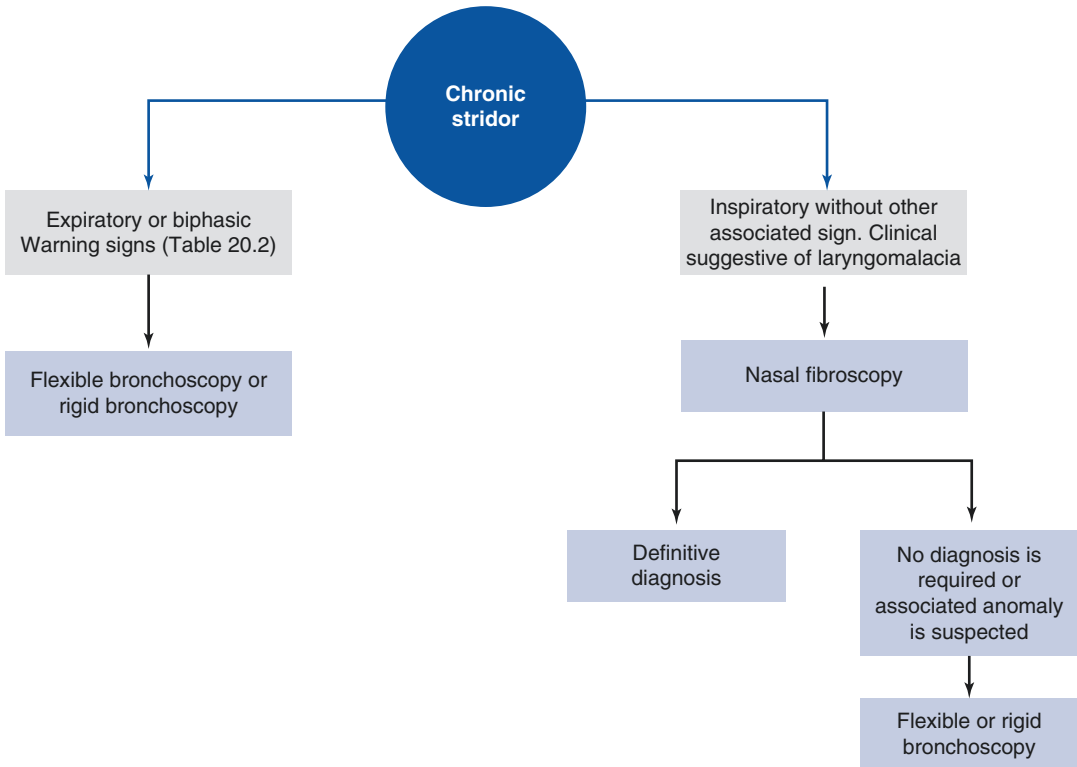 Chronic
stridor
Expiratory or biphasic
Warning signs (Table 20.2)
Flexible bronchoscopy or
rigid bronchoscopy
Inspiratory without other
associated sign. Clinical
suggestive of laryngomalacia
Nasal fibroscopy
Definitive
diagnosis
No diagnosis is
required or
associated anomaly
is suspected
Flexible or rigid
bronchoscopy